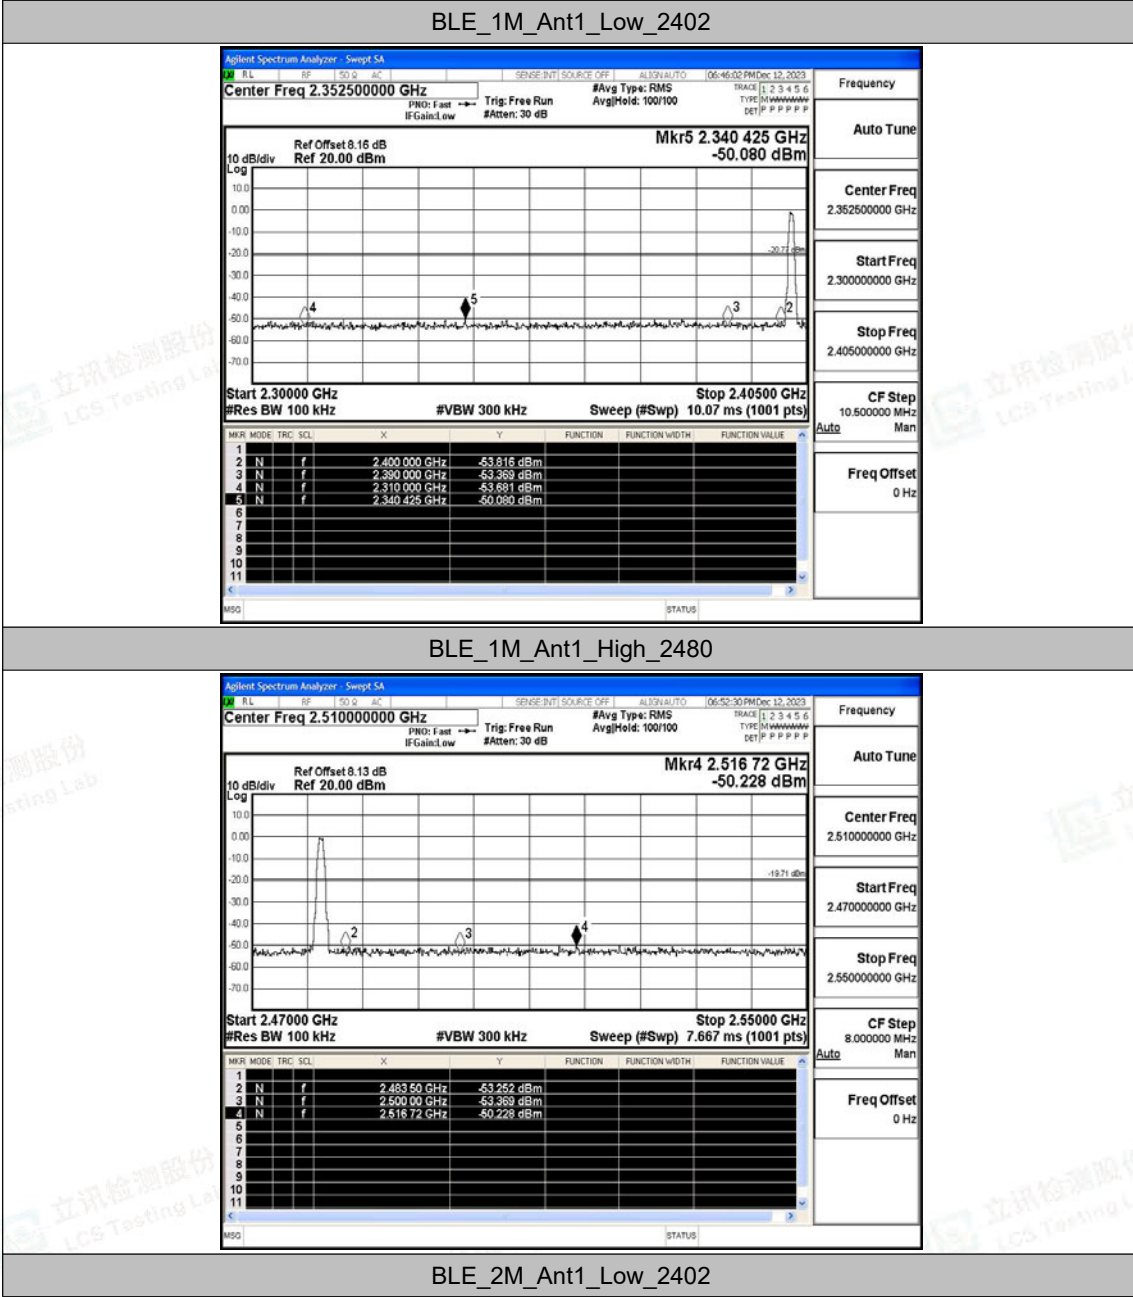 BLE_1M_Ant1_Low_2402
Agilent Spectrum Analyzer - Swept SA
RL RF 50 Ω AC SENSE:INT SOURCE OFF ALIGN AUTO 06:46:02 PM Dec 12, 2023
Center Freq 2.352500000 GHz
PNO: Fast
IFGain:Low
Trig: Free Run
#Atten: 30 dB
#Avg Type: RMS
Avg|Hold: 100/100
TRACE 1 2 3 4 5 6
TYPE M WWWWW
DET P P P P P P
Ref Offset 8.16 dB
10 dB/div Ref 20.00 dBm
Mkr5 2.340 425 GHz
-50.080 dBm
Log
10.0
0.00
-10.0
-20.0
-30.0
-40.0
-50.0
-60.0
-70.0
-20.77 dBm
4
5
3
2
Start 2.30000 GHz Stop 2.40500 GHz
#Res BW 100 kHz #VBW 300 kHz Sweep (#Swp) 10.07 ms (1001 pts)
MKR MODE TRC SCL X Y FUNCTION FUNCTION WIDTH FUNCTION VALUE
1
2 N f 2.400 000 GHz -53.816 dBm
3 N f 2.390 000 GHz -53.369 dBm
4 N f 2.310 000 GHz -53.681 dBm
5 N f 2.340 425 GHz -50.080 dBm
6
7
8
9
10
11
MSG STATUS
Frequency
Auto Tune
Center Freq
2.352500000 GHz
Start Freq
2.300000000 GHz
Stop Freq
2.405000000 GHz
CF Step
10.500000 MHz
Auto Man
Freq Offset
0 Hz
BLE_1M_Ant1_High_2480
Agilent Spectrum Analyzer - Swept SA
RL RF 50 Ω AC SENSE:INT SOURCE OFF ALIGN AUTO 06:52:30 PM Dec 12, 2023
Center Freq 2.510000000 GHz
PNO: Fast
IFGain:Low
Trig: Free Run
#Atten: 30 dB
#Avg Type: RMS
Avg|Hold: 100/100
TRACE 1 2 3 4 5 6
TYPE M WWWWW
DET P P P P P P
Ref Offset 8.13 dB
10 dB/div Ref 20.00 dBm
Mkr4 2.516 72 GHz
-50.228 dBm
Log
10.0
0.00
-10.0
-20.0
-30.0
-40.0
-50.0
-60.0
-70.0
-19.71 dBm
2
3
4
Start 2.47000 GHz Stop 2.55000 GHz
#Res BW 100 kHz #VBW 300 kHz Sweep (#Swp) 7.667 ms (1001 pts)
MKR MODE TRC SCL X Y FUNCTION FUNCTION WIDTH FUNCTION VALUE
1
2 N f 2.483 50 GHz -53.252 dBm
3 N f 2.500 00 GHz -53.369 dBm
4 N f 2.516 72 GHz -50.228 dBm
5
6
7
8
9
10
11
MSG STATUS
Frequency
Auto Tune
Center Freq
2.510000000 GHz
Start Freq
2.470000000 GHz
Stop Freq
2.550000000 GHz
CF Step
8.000000 MHz
Auto Man
Freq Offset
0 Hz
BLE_2M_Ant1_Low_2402
立讯检测股份
LCS Testing Lab